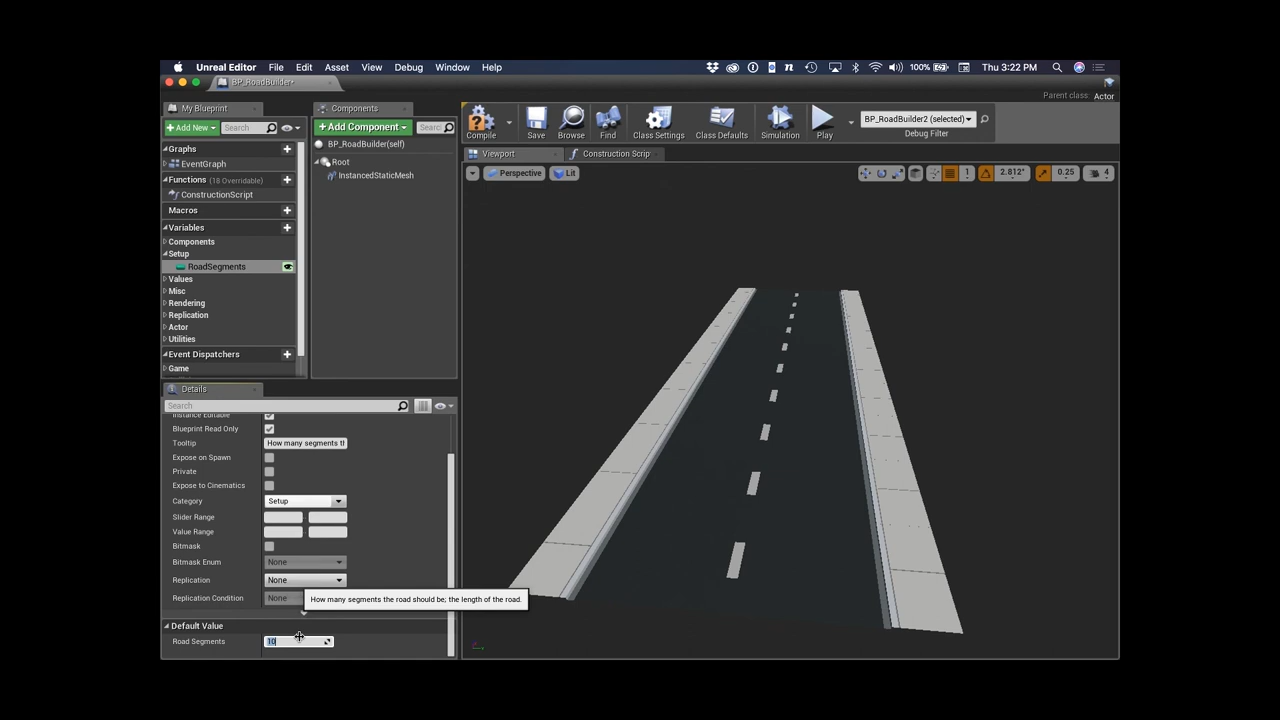 Unreal Editor File Edit Asset View Debug Window Help 100% Thu 3:22 PM
BP_RoadBuilder*
Parent class: Actor
My Blueprint
Components
Add New
Search
Add Component
Searc
Compile
Save
Browse
Find
Class Settings
Class Defaults
Simulation
Play
BP_RoadBuilder2 (selected)
Debug Filter
Graphs
EventGraph
Functions (18 Overridable)
ConstructionScript
Macros
Variables
Components
Setup
RoadSegments
Values
Misc
Rendering
Replication
Actor
Utilities
Event Dispatchers
Game
BP_RoadBuilder(self)
Root
InstancedStaticMesh
Viewport
Construction Scrip
Perspective
Lit
1
2.812°
0.25
4
Details
Search
Instance Editable
Blueprint Read Only
Tooltip How many segments th
Expose on Spawn
Private
Expose to Cinematics
Category Setup
Slider Range
Value Range
Bitmask
Bitmask Enum None
Replication None
Replication Condition None
How many segments the road should be; the length of the road.
Default Value
Road Segments 10